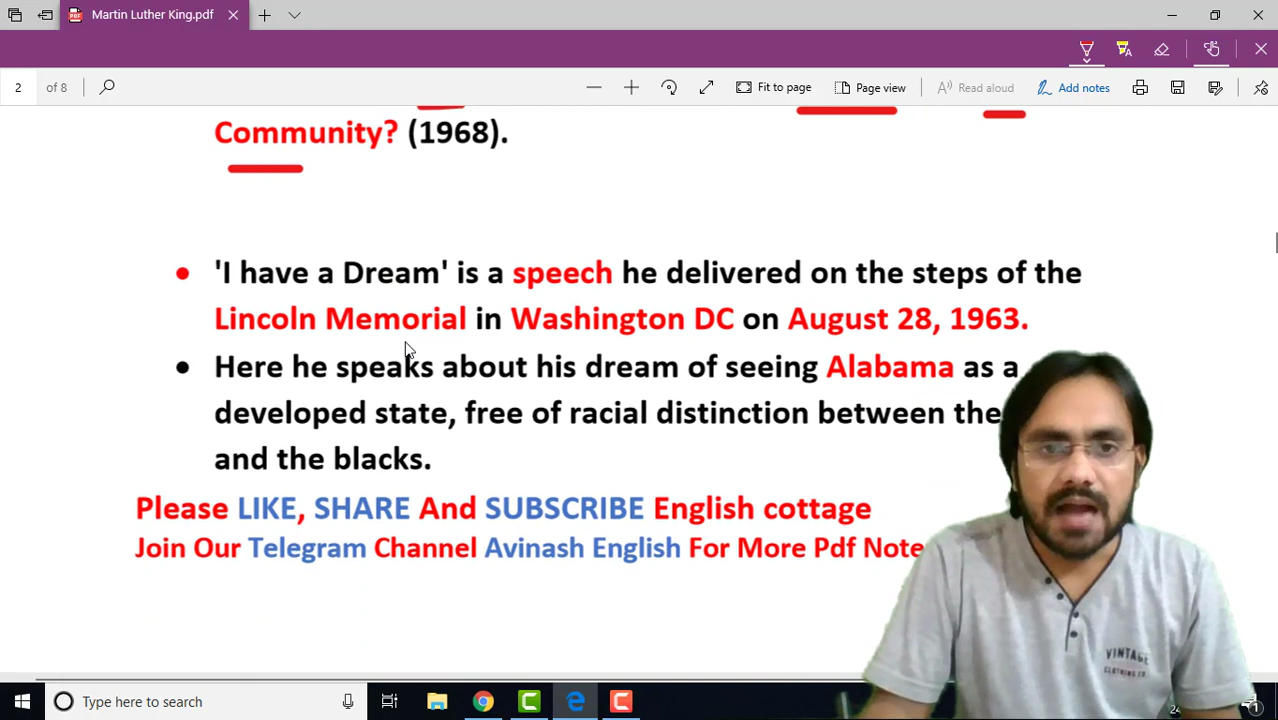 Martin Luther King.pdf
2 of 8
Fit to page
Page view
Read aloud
Add notes
Community? (1968).
'I have a Dream' is a speech he delivered on the steps of the
Lincoln Memorial in Washington DC on August 28, 1963.
Here he speaks about his dream of seeing Alabama as a
developed state, free of racial distinction between the
and the blacks.
Please LIKE, SHARE And SUBSCRIBE English cottage
Join Our Telegram Channel Avinash English For More Pdf Note
VINTAGE
Type here to search
24